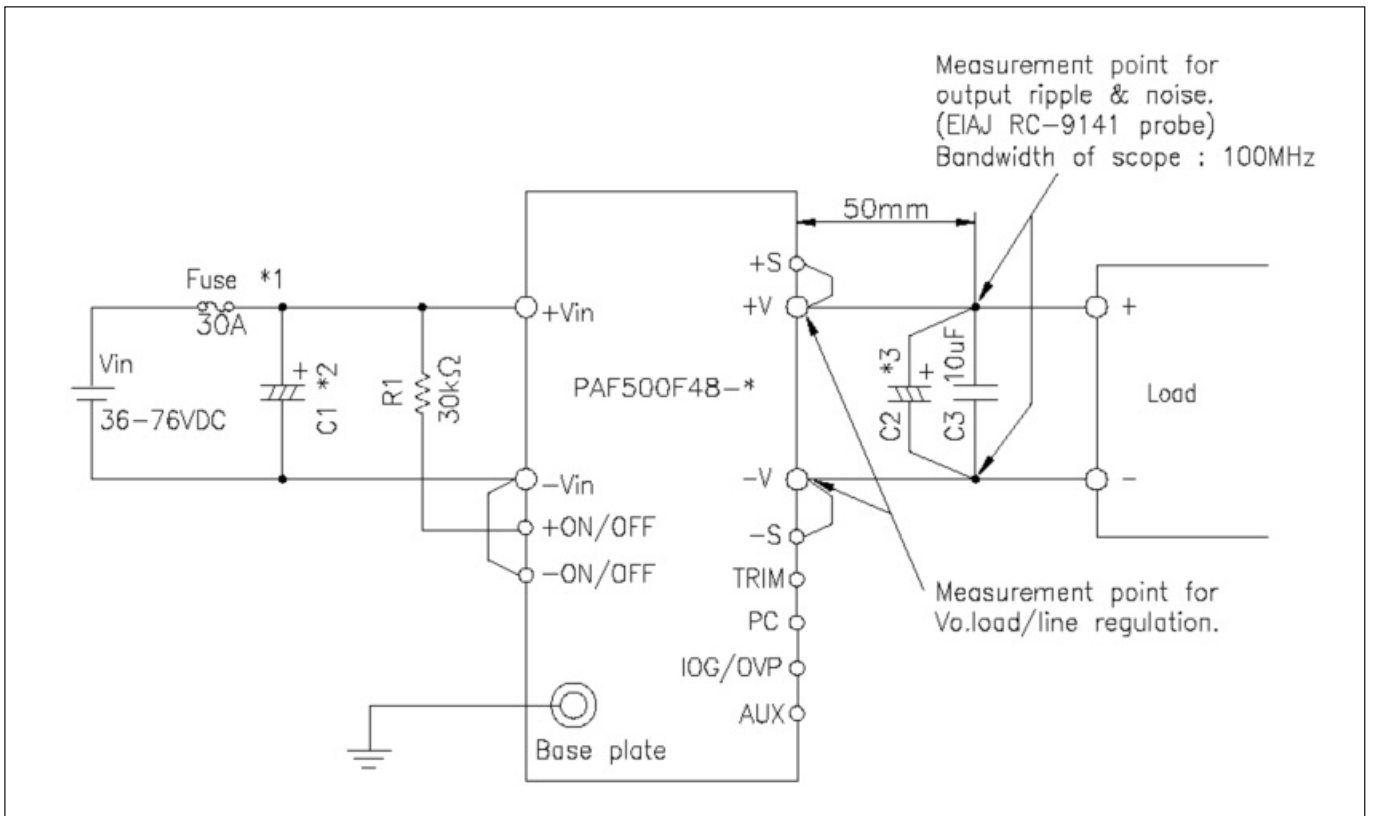 Measurement point for
output ripple & noise.
(EIAJ RC-9141 probe)
Bandwidth of scope : 100MHz
50mm
Fuse *1
30A
Vin
36-76VDC
C1 *2
R1
30kΩ
+Vin
-Vin
+ON/OFF
-ON/OFF
PAF500F48-*
Base plate
+S
+V
-V
-S
TRIM
PC
IOG/OVP
AUX
C2 *3
C3 10uF
+
+
+
-
Load
Measurement point for
Vo.load/line regulation.